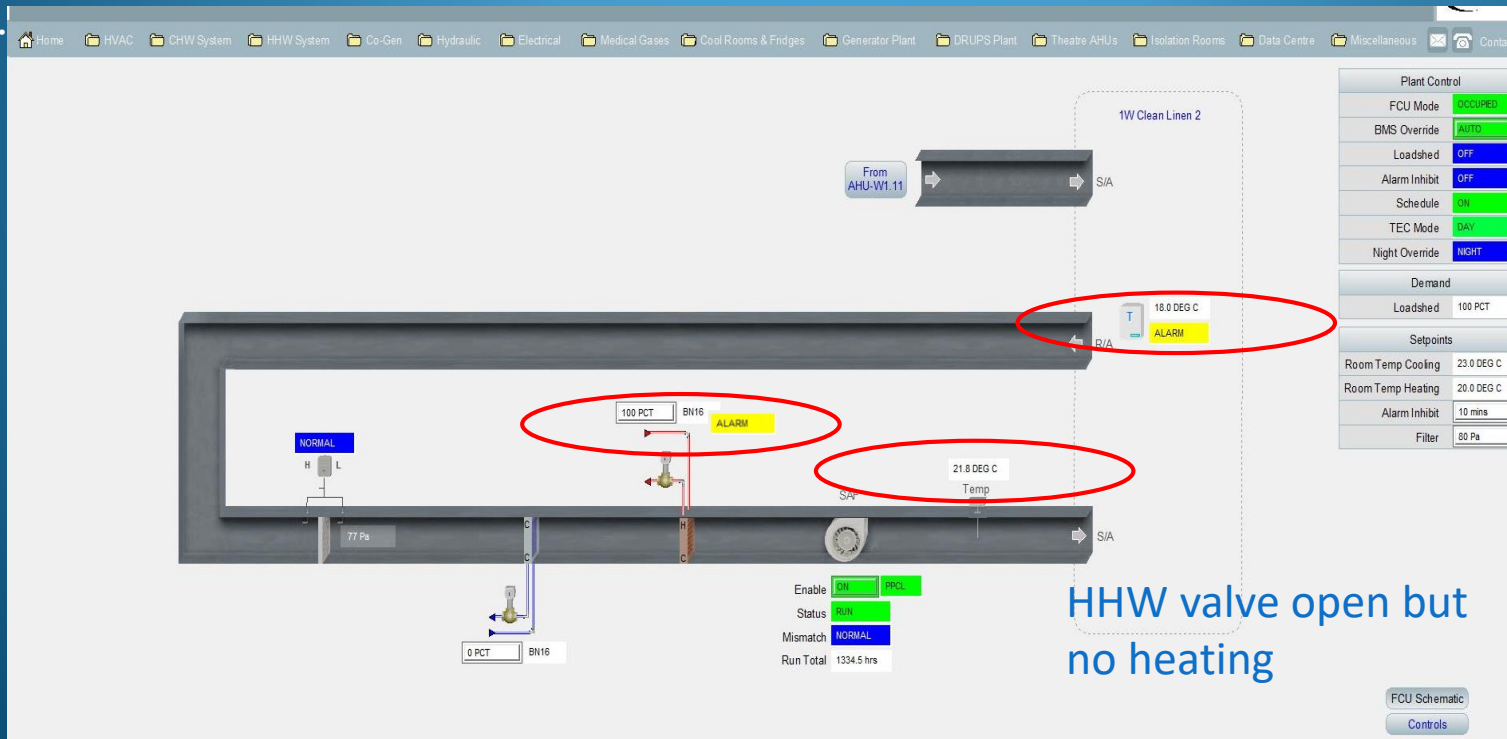 Home HVAC CHW System HHW System Co-Gen Hydraulic Electrical Medical Gases Cool Rooms & Fridges Generator Plant DRUPS Plant Theatre AHUs Isolation Rooms Data Centre Miscellaneous
Plant Control
FCU Mode OCCUPIED
BMS Override AUTO
Loadshed OFF
Alarm Inhibit OFF
Schedule ON
TEC Mode DAY
Night Override NIGHT
Demand
Loadshed 100 PCT
Setpoints
Room Temp Cooling 23.0 DEG C
Room Temp Heating 20.0 DEG C
Alarm Inhibit 10 mins
Filter 80 Pa
1W Clean Linen 2
From
AHU-W1.11
S/A
T
18.0 DEG C
ALARM
R/A
100 PCT BN16
ALARM
NORMAL
H L
21.8 DEG C
Temp
SAF
77 Pa
C
H
C
C
S/A
0 PCT BN16
Enable ON PPCL
Status RUN
Mismatch NORMAL
Run Total 1334.5 hrs
HHW valve open but
no heating
FCU Schematic
Controls